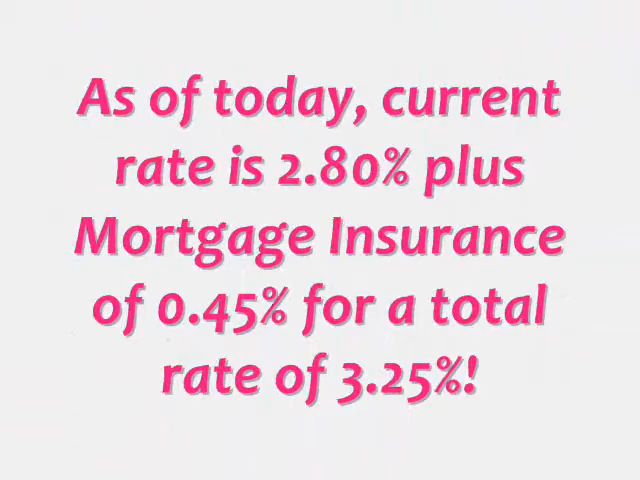 As of today, current
rate is 2.80% plus
Mortgage Insurance
of 0.45% for a total
rate of 3.25%!